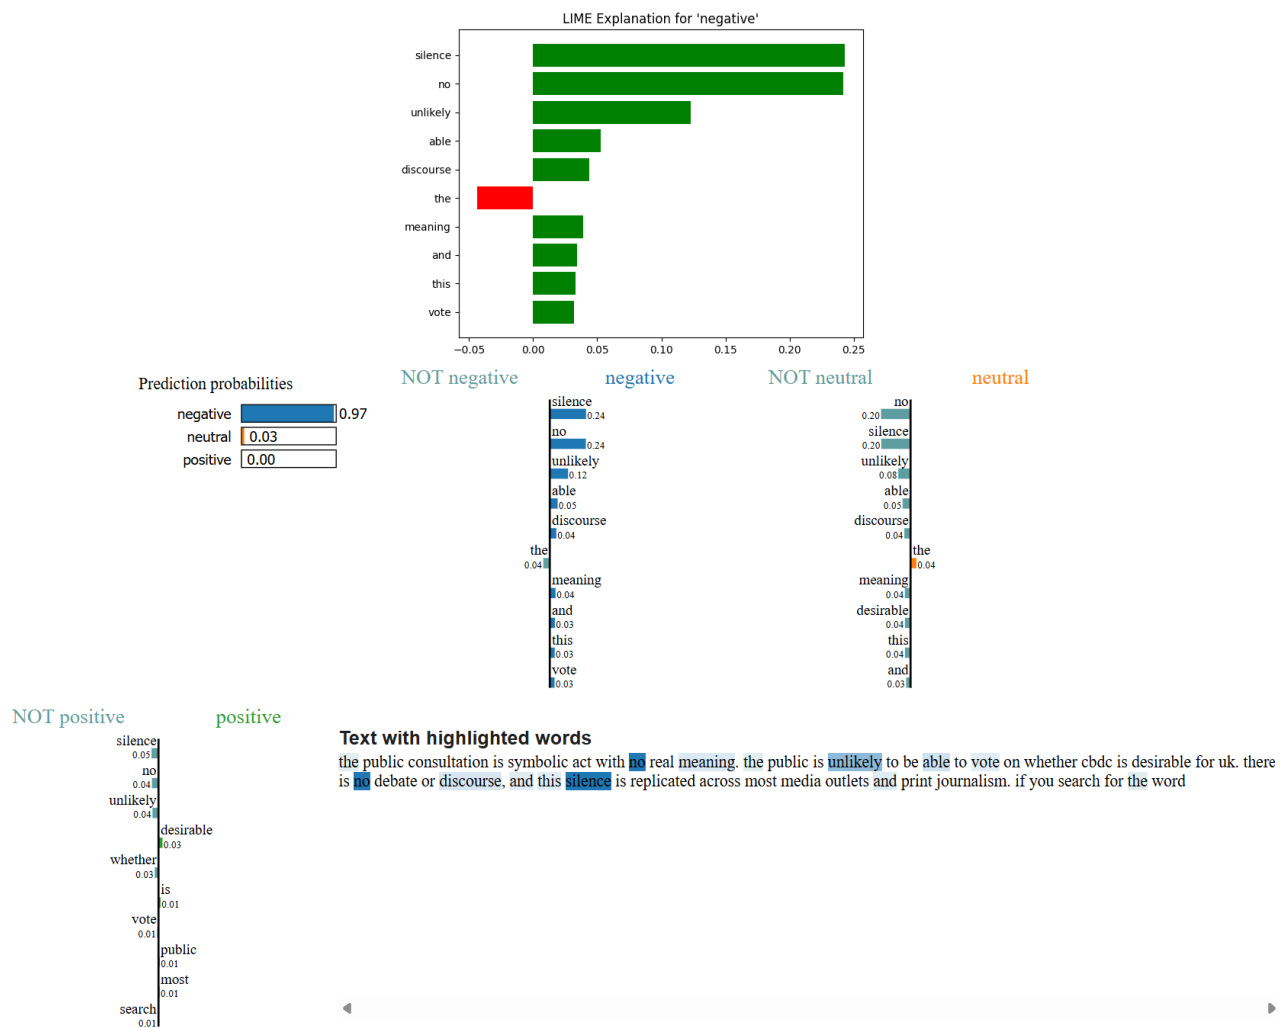 LIME Explanation for 'negative'
silence
no
unlikely
able
discourse
the
meaning
and
this
vote
−0.05 0.00 0.05 0.10 0.15 0.20 0.25
Prediction probabilities
negative 0.97
neutral 0.03
positive 0.00
NOT negative negative
silence
0.24
no
0.24
unlikely
0.12
able
0.05
discourse
0.04
the
0.04
meaning
0.04
and
0.03
this
0.03
vote
0.03
NOT neutral neutral
no
0.20
silence
0.20
unlikely
0.08
able
0.05
discourse
0.04
the
0.04
meaning
0.04
desirable
0.04
this
0.04
and
0.03
NOT positive positive
silence
0.05
no
0.04
unlikely
0.04
desirable
0.03
whether
0.03
is
0.01
vote
0.01
public
0.01
most
0.01
search
0.01
Text with highlighted words
the public consultation is symbolic act with no real meaning. the public is unlikely to be able to vote on whether cbdc is desirable for uk. there
is no debate or discourse, and this silence is replicated across most media outlets and print journalism. if you search for the word